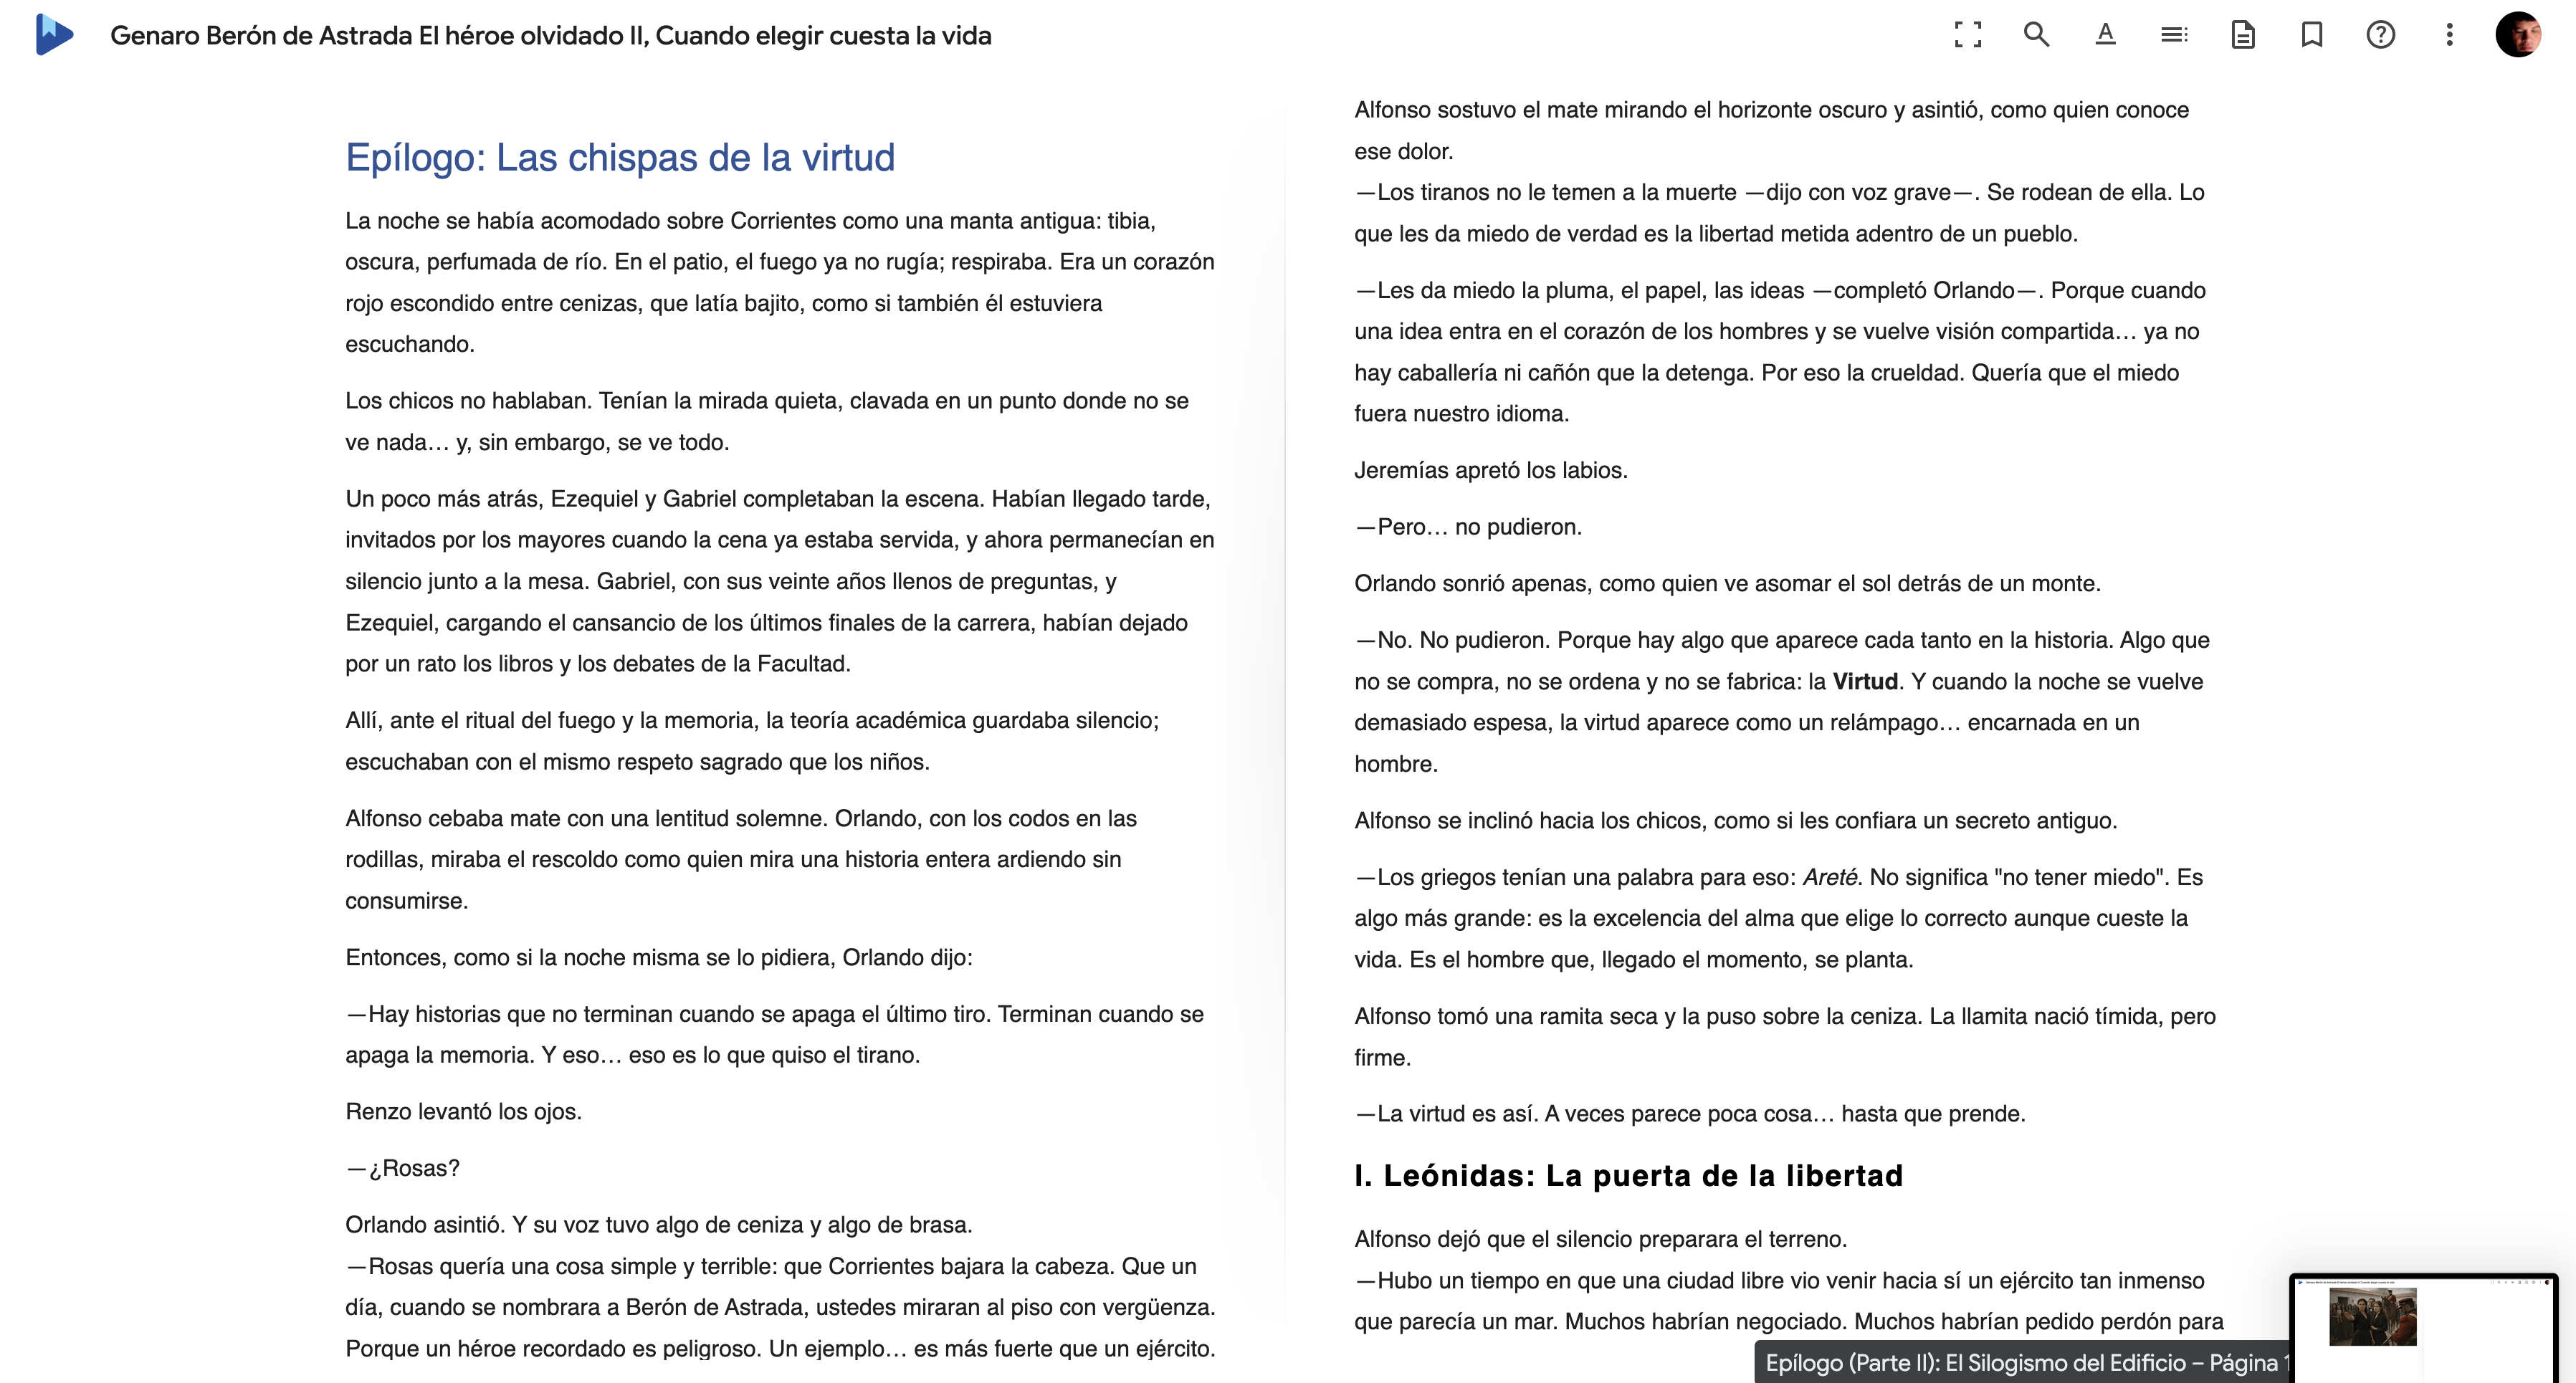 Genaro Berón de Astrada El héroe olvidado II, Cuando elegir cuesta la vida
Epílogo: Las chispas de la virtud
La noche se había acomodado sobre Corrientes como una manta antigua: tibia,
oscura, perfumada de río. En el patio, el fuego ya no rugía; respiraba. Era un corazón
rojo escondido entre cenizas, que latía bajito, como si también él estuviera
escuchando.
Los chicos no hablaban. Tenían la mirada quieta, clavada en un punto donde no se
ve nada… y, sin embargo, se ve todo.
Un poco más atrás, Ezequiel y Gabriel completaban la escena. Habían llegado tarde,
invitados por los mayores cuando la cena ya estaba servida, y ahora permanecían en
silencio junto a la mesa. Gabriel, con sus veinte años llenos de preguntas, y
Ezequiel, cargando el cansancio de los últimos finales de la carrera, habían dejado
por un rato los libros y los debates de la Facultad.
Allí, ante el ritual del fuego y la memoria, la teoría académica guardaba silencio;
escuchaban con el mismo respeto sagrado que los niños.
Alfonso cebaba mate con una lentitud solemne. Orlando, con los codos en las
rodillas, miraba el rescoldo como quien mira una historia entera ardiendo sin
consumirse.
Entonces, como si la noche misma se lo pidiera, Orlando dijo:
—Hay historias que no terminan cuando se apaga el último tiro. Terminan cuando se
apaga la memoria. Y eso… eso es lo que quiso el tirano.
Renzo levantó los ojos.
—¿Rosas?
Orlando asintió. Y su voz tuvo algo de ceniza y algo de brasa.
—Rosas quería una cosa simple y terrible: que Corrientes bajara la cabeza. Que un
día, cuando se nombrara a Berón de Astrada, ustedes miraran al piso con vergüenza.
Porque un héroe recordado es peligroso. Un ejemplo… es más fuerte que un ejército.
Alfonso sostuvo el mate mirando el horizonte oscuro y asintió, como quien conoce
ese dolor.
—Los tiranos no le temen a la muerte —dijo con voz grave—. Se rodean de ella. Lo
que les da miedo de verdad es la libertad metida adentro de un pueblo.
—Les da miedo la pluma, el papel, las ideas —completó Orlando—. Porque cuando
una idea entra en el corazón de los hombres y se vuelve visión compartida… ya no
hay caballería ni cañón que la detenga. Por eso la crueldad. Quería que el miedo
fuera nuestro idioma.
Jeremías apretó los labios.
—Pero… no pudieron.
Orlando sonrió apenas, como quien ve asomar el sol detrás de un monte.
—No. No pudieron. Porque hay algo que aparece cada tanto en la historia. Algo que
no se compra, no se ordena y no se fabrica: la Virtud. Y cuando la noche se vuelve
demasiado espesa, la virtud aparece como un relámpago… encarnada en un
hombre.
Alfonso se inclinó hacia los chicos, como si les confiara un secreto antiguo.
—Los griegos tenían una palabra para eso: Areté. No significa "no tener miedo". Es
algo más grande: es la excelencia del alma que elige lo correcto aunque cueste la
vida. Es el hombre que, llegado el momento, se planta.
Alfonso tomó una ramita seca y la puso sobre la ceniza. La llamita nació tímida, pero
firme.
—La virtud es así. A veces parece poca cosa… hasta que prende.
I. Leónidas: La puerta de la libertad
Alfonso dejó que el silencio preparara el terreno.
—Hubo un tiempo en que una ciudad libre vio venir hacia sí un ejército tan inmenso
que parecía un mar. Muchos habrían negociado. Muchos habrían pedido perdón para
Epílogo (Parte II): El Silogismo del Edificio – Página 1